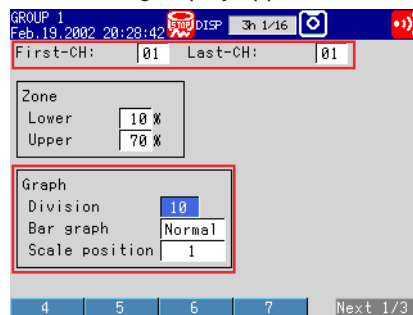 GROUP 1
Feb.19.2002 20:28:42 STOP DISP 3h 1/16
First-CH: 01 Last-CH: 01
Zone
Lower 10 %
Upper 70 %
Graph
Division 10
Bar graph Normal
Scale position 1
4 5 6 7 Next 1/3